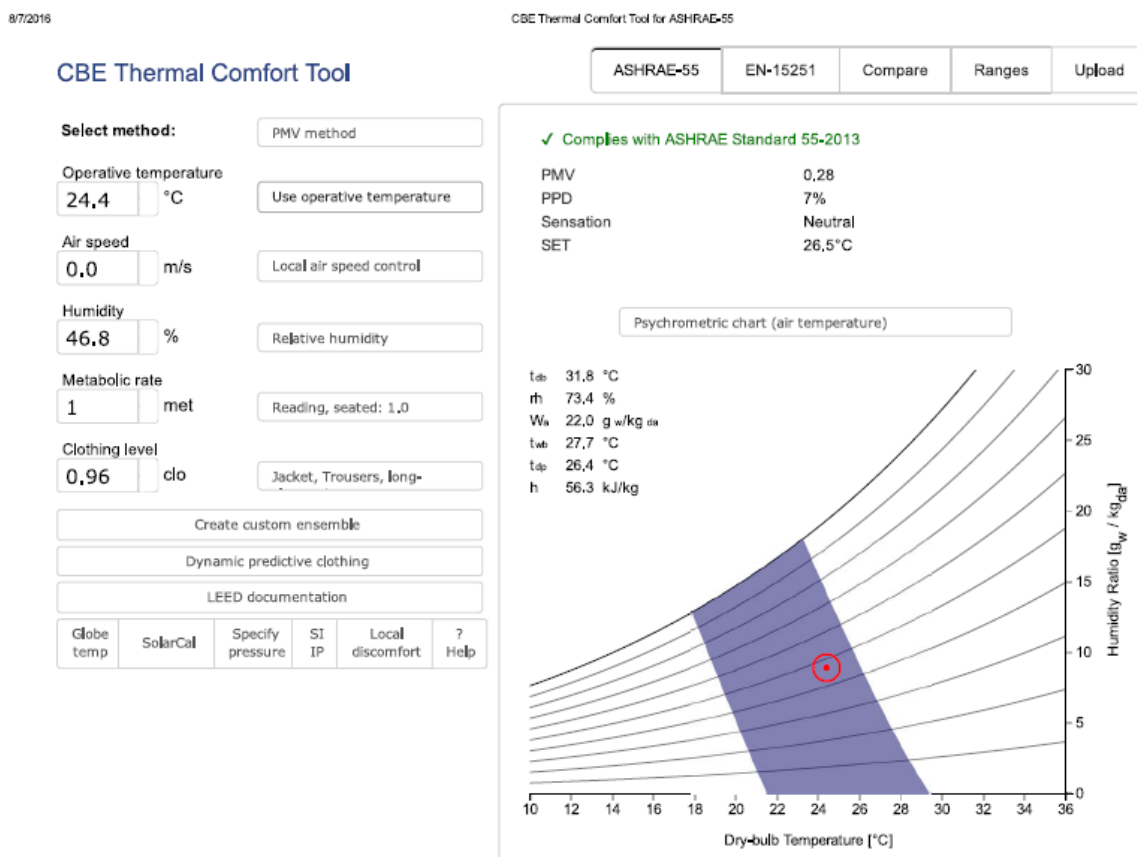 8/7/2016
CBE Thermal Comfort Tool for ASHRAE-55
CBE Thermal Comfort Tool
ASHRAE-55
EN-15251
Compare
Ranges
Upload
Select method:
PMV method
Operative temperature
24.4 °C
Use operative temperature
Air speed
0.0 m/s
Local air speed control
Humidity
46.8 %
Relative humidity
Metabolic rate
1 met
Reading, seated: 1.0
Clothing level
0.96 clo
Jacket, Trousers, long-
Create custom ensemble
Dynamic predictive clothing
LEED documentation
Globe temp
SolarCal
Specify pressure
SI IP
Local discomfort
? Help
✓ Complies with ASHRAE Standard 55-2013
PMV 0,28
PPD 7%
Sensation Neutral
SET 26,5°C
Psychrometric chart (air temperature)
tdb 31,8 °C
rh 73,4 %
Wa 22,0 g w/kg da
twb 27,7 °C
tdp 26,4 °C
h 56.3 kJ/kg
30
25
20
15
10
5
0
Humidity Ratio [gw / kgda]
10 12 14 16 18 20 22 24 26 28 30 32 34 36
Dry-bulb Temperature [°C]